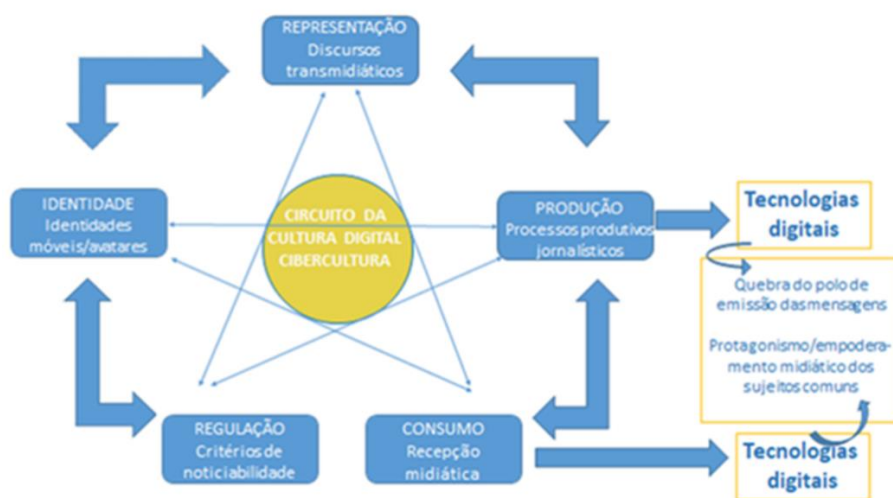 REPRESENTAÇÃO
Discursos
transmidiáticos
IDENTIDADE
Identidades
móveis/avatares
CIRCUITO DA
CULTURA DIGITAL
CIBERCULTURA
PRODUÇÃO
Processos produtivos
jornalísticos
Tecnologias
digitais
Quebra do polo de
emissão dasmensagens
Protagonismo/empodera-
mento midiático dos
sujeitos comuns
REGULAÇÃO
Critérios de
noticiabilidade
CONSUMO
Recepção
midiática
Tecnologias
digitais